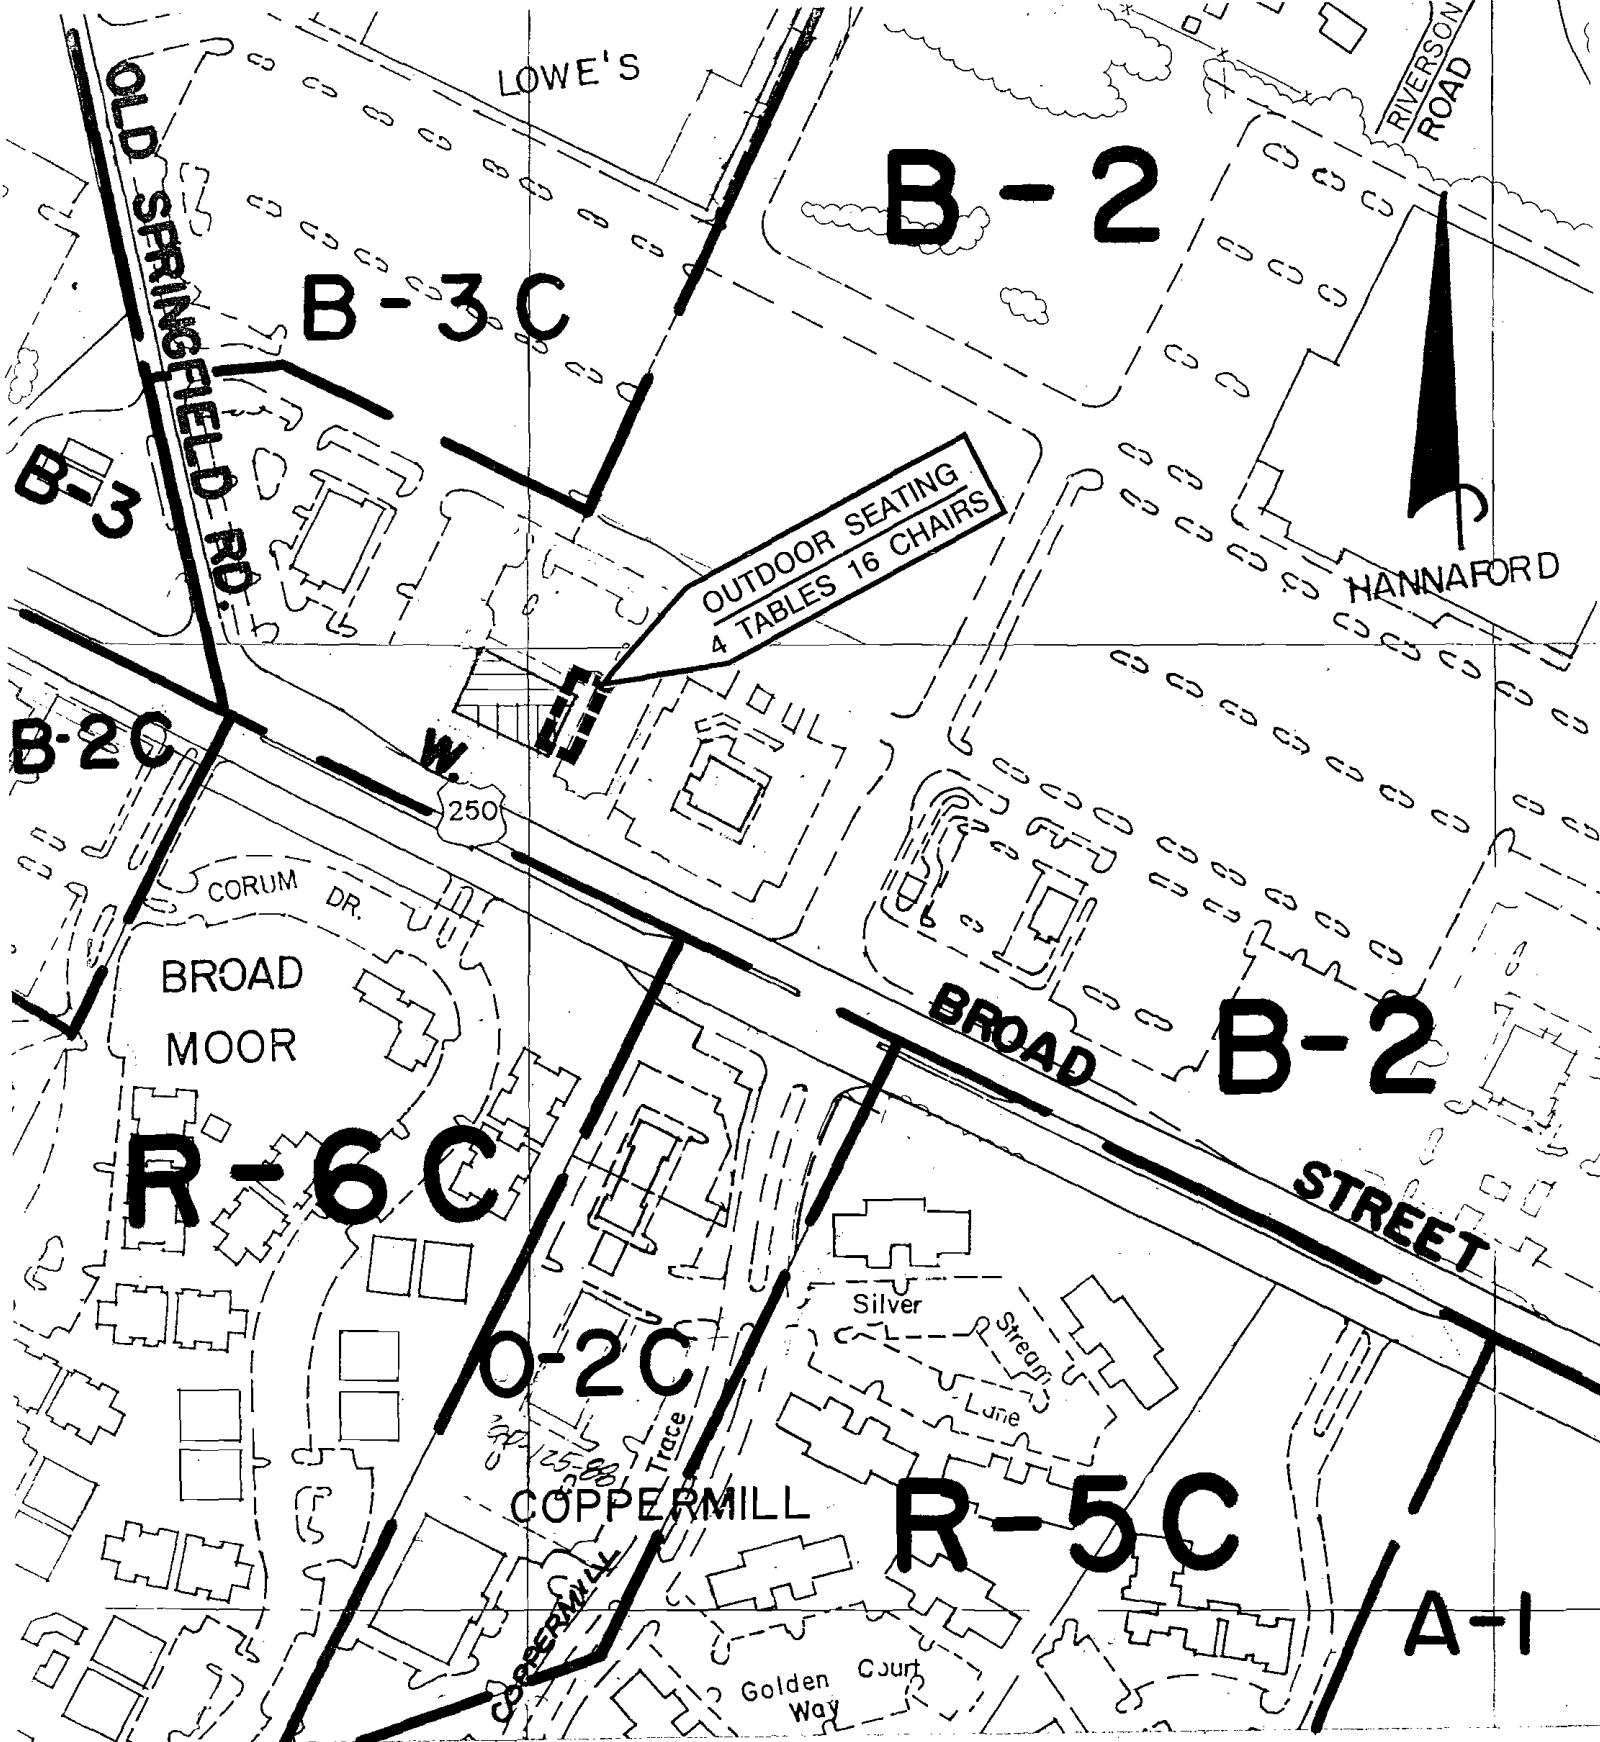 LOWE'S
RIVERSON
ROAD
OLD SPRINGFIELD RD.
B-2
B-3C
B-3
OUTDOOR SEATING
4 TABLES 16 CHAIRS
HANNAFORD
B-2C
W.
250
CORUM
DR.
BROAD
MOOR
BROAD
B-2
STREET
R-6C
Silver
Stream
Lane
O-2C
Trace
COPPERMILL
R-5C
COPPERMILL
A-1
Golden
Court
Way